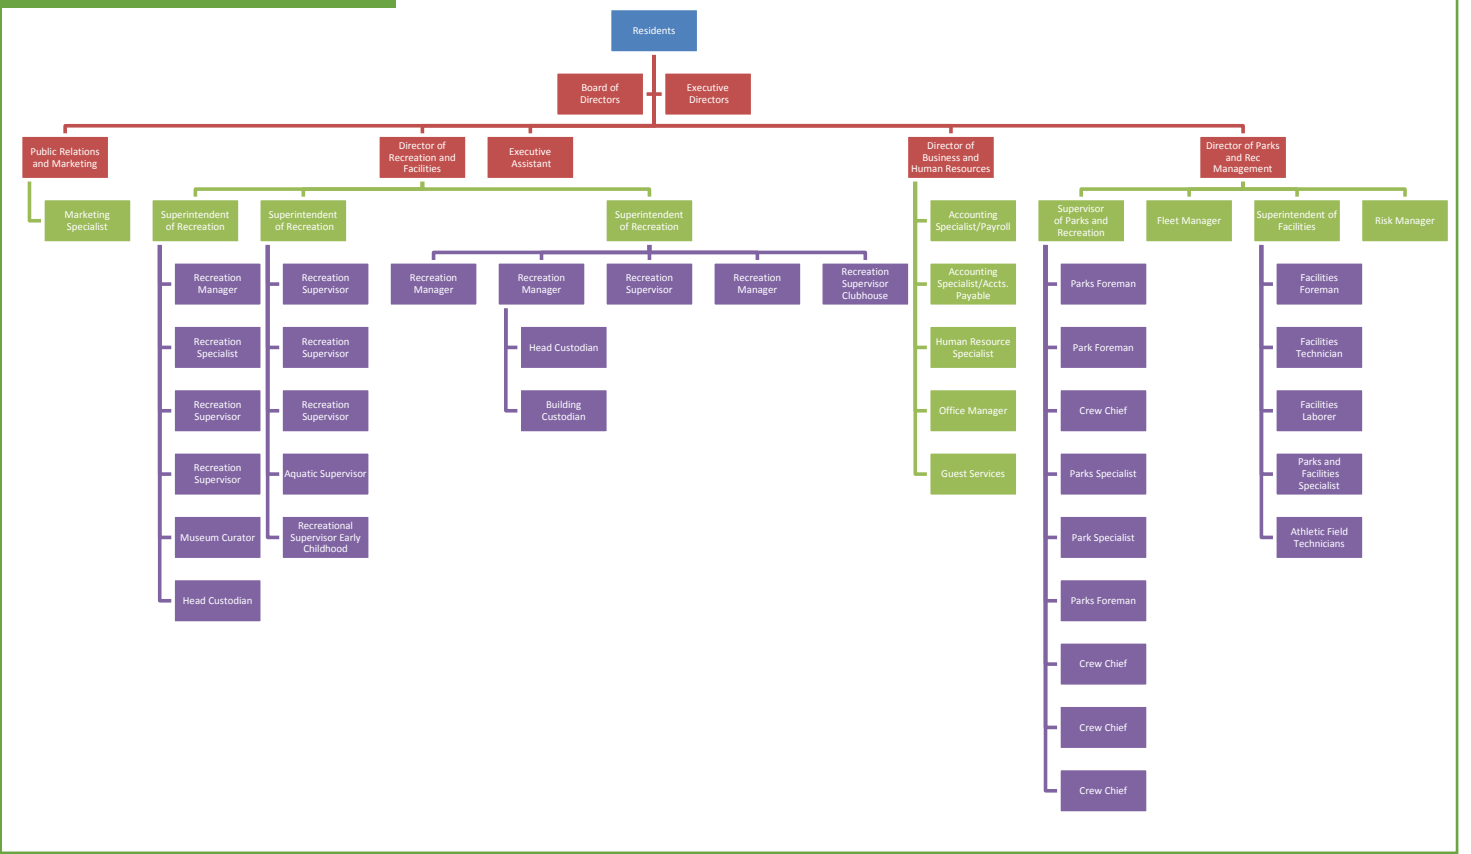 Residents
Board of
Directors
Executive
Directors
Public Relations
and Marketing
Director of
Recreation and
Facilities
Executive
Assistant
Director of
Business and
Human Resources
Director of Parks
and Rec
Management
Marketing
Specialist
Superintendent
of Recreation
Superintendent
of Recreation
Superintendent
of Recreation
Accounting
Specialist/Payroll
Supervisor
of Parks and
Recreation
Fleet Manager
Superintendent of
Facilities
Risk Manager
Recreation
Manager
Recreation
Supervisor
Recreation
Manager
Recreation
Manager
Recreation
Supervisor
Recreation
Manager
Recreation
Supervisor
Clubhouse
Accounting
Specialist/Accts.
Payable
Parks Foreman
Facilities
Foreman
Recreation
Specialist
Recreation
Supervisor
Head Custodian
Human Resource
Specialist
Park Foreman
Facilities
Technician
Recreation
Supervisor
Recreation
Supervisor
Building
Custodian
Office Manager
Crew Chief
Facilities
Laborer
Recreation
Supervisor
Aquatic Supervisor
Guest Services
Parks Specialist
Parks and
Facilities
Specialist
Museum Curator
Recreational
Supervisor Early
Childhood
Park Specialist
Athletic Field
Technicians
Head Custodian
Parks Foreman
Crew Chief
Crew Chief
Crew Chief